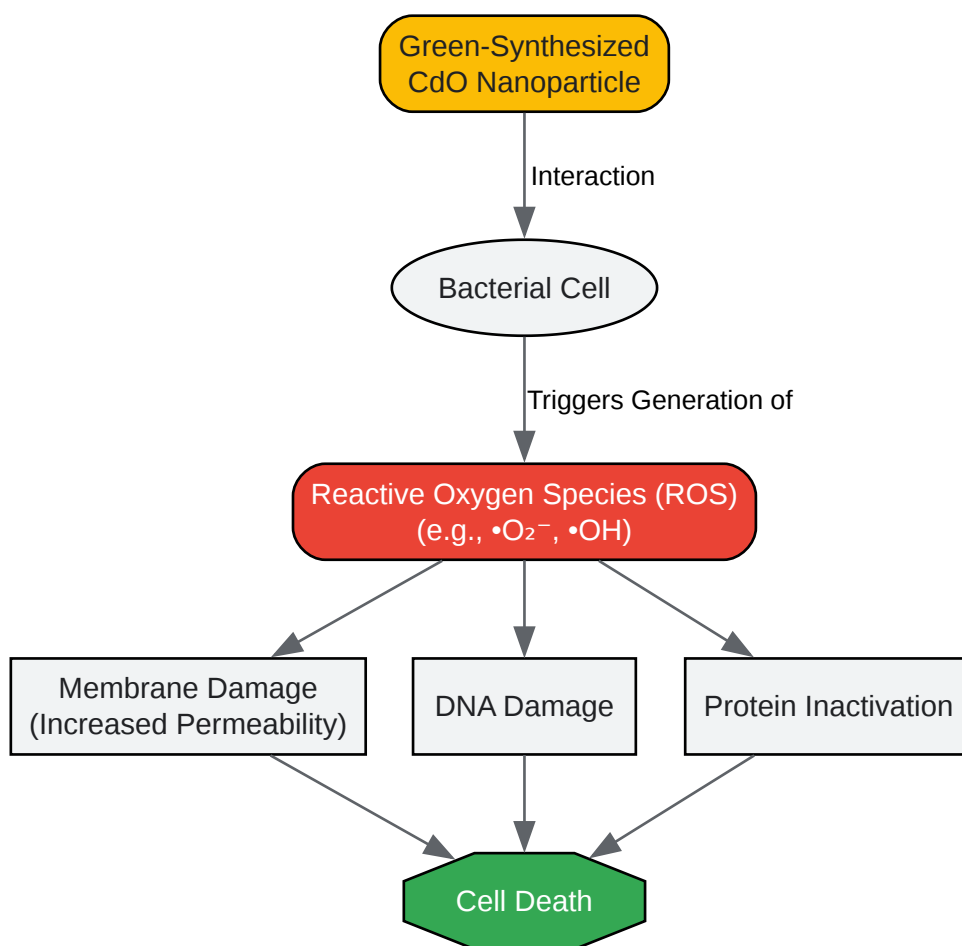 Green-Synthesized
CdO Nanoparticle
Interaction
Bacterial Cell
Triggers Generation of
Reactive Oxygen Species (ROS)
(e.g., •O₂⁻, •OH)
Membrane Damage
(Increased Permeability)
DNA Damage
Protein Inactivation
Cell Death